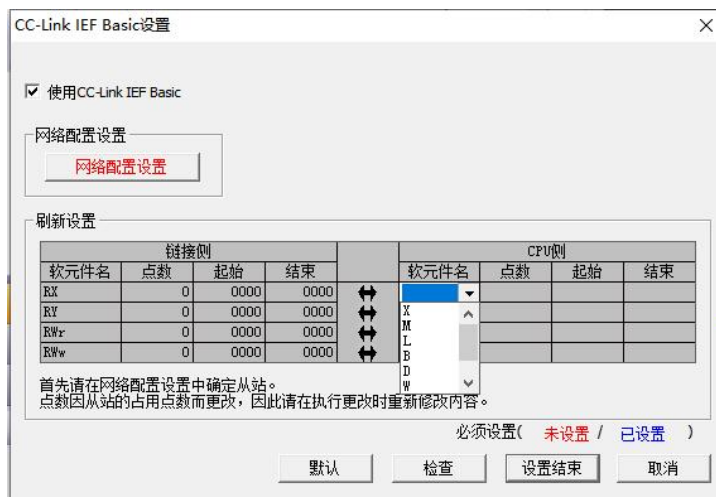 CC-Link IEF Basic设置
使用CC-Link IEF Basic
网络配置设置
网络配置设置
刷新设置
链接侧 CPU侧
软元件名 点数 起始 结束 软元件名 点数 起始 结束
RX 0 0000 0000
RY 0 0000 0000
RWr 0 0000 0000
RWw 0 0000 0000
X
M
L
B
D
W
首先请在网络配置设置中确定从站。
点数因从站的占用点数而更改，因此请在执行更改时重新修改内容。
必须设置( 未设置 / 已设置 )
默认 检查 设置结束 取消